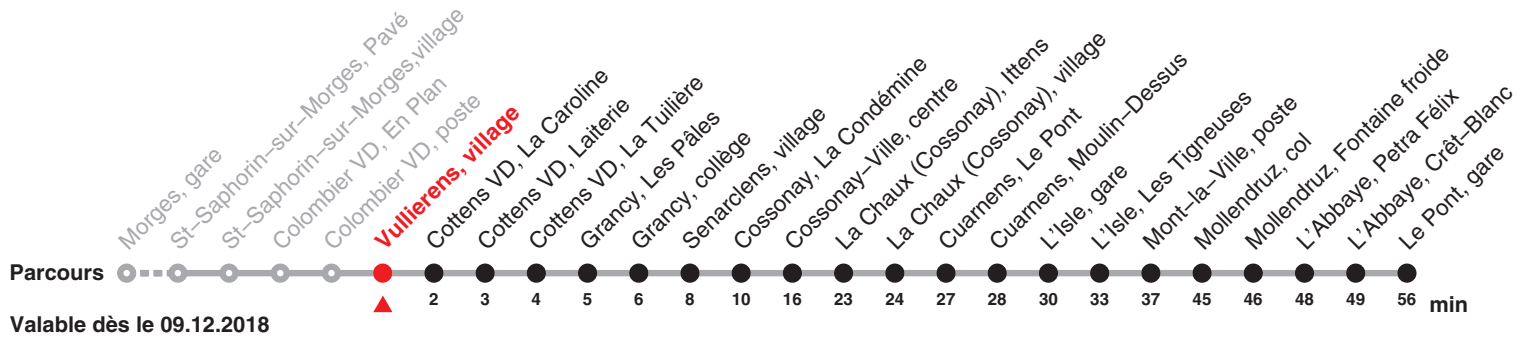 Morges, gare
St–Saphorin–sur–Morges, Pavé
St–Saphorin–sur–Morges,village
Colombier VD, En Plan
Colombier VD, poste
Vullierens, village
Cottens VD, La Caroline
Cottens VD, Laiterie
Cottens VD, La Tuilière
Grancy, Les Pâles
Grancy, collège
Senarclens, village
Cossonay, La Condémine
Cossonay–Ville, centre
La Chaux (Cossonay), Ittens
La Chaux (Cossonay), village
Cuarnens, Le Pont
Cuarnens, Moulin–Dessus
L'Isle, gare
L'Isle, Les Tigneuses
Mont–la–Ville, poste
Mollendruz, col
Mollendruz, Fontaine froide
L'Abbaye, Petra Félix
L'Abbaye, Crêt–Blanc
Le Pont, gare
Parcours
2 3 4 5 6 8 10 16 23 24 27 28 30 33 37 45 46 48 49 56 min
Valable dès le 09.12.2018